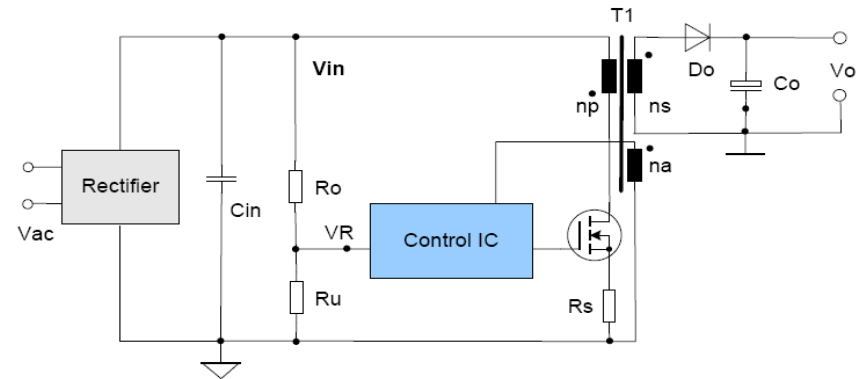 T1
Vin
Do
Vo
Co
np
ns
na
Rectifier
Ro
Cin
Vac
VR
Control IC
Ru
Rs